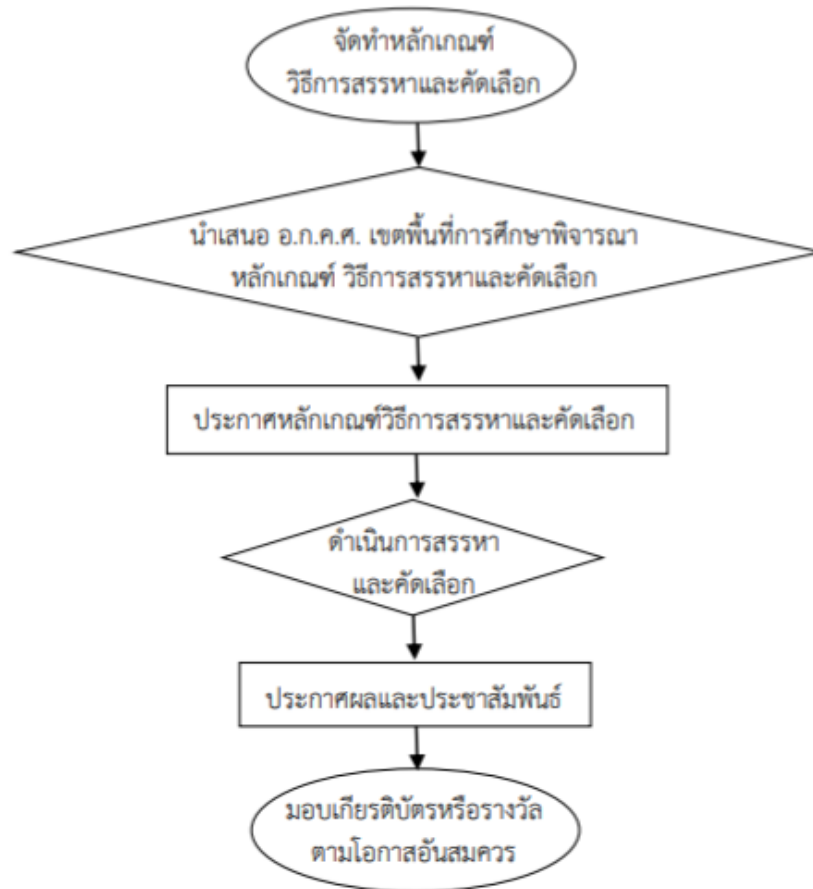 จัดทำหลักเกณฑ์
วิธีการสรรหาและคัดเลือก
นำเสนอ อ.ก.ค.ศ. เขตพื้นที่การศึกษาพิจารณา
หลักเกณฑ์ วิธีการสรรหาและคัดเลือก
ประกาศหลักเกณฑ์วิธีการสรรหาและคัดเลือก
ดำเนินการสรรหา
และคัดเลือก
ประกาศผลและประชาสัมพันธ์
มอบเกียรติบัตรหรือรางวัล
ตามโอกาสอันสมควร